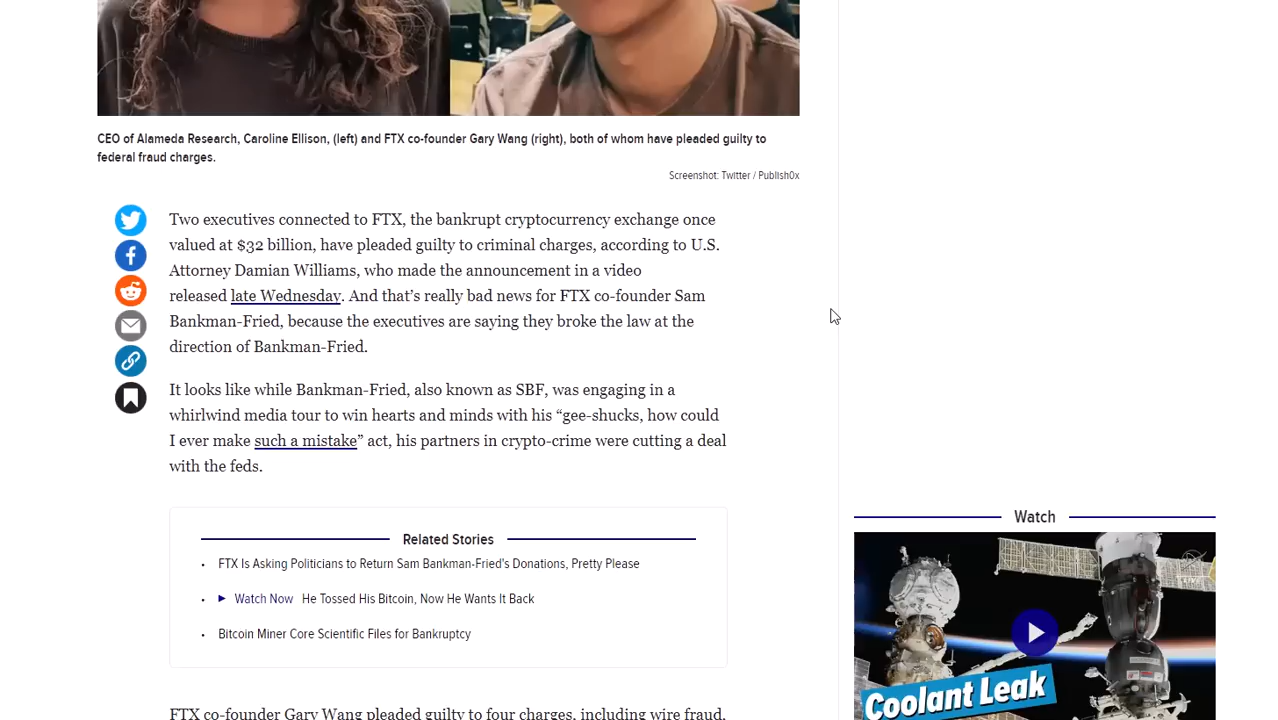 CEO of Alameda Research, Caroline Ellison, (left) and FTX co-founder Gary Wang (right), both of whom have pleaded guilty to
federal fraud charges.
Screenshot: Twitter / Publish0x
Two executives connected to FTX, the bankrupt cryptocurrency exchange once
valued at $32 billion, have pleaded guilty to criminal charges, according to U.S.
Attorney Damian Williams, who made the announcement in a video
released late Wednesday. And that’s really bad news for FTX co-founder Sam
Bankman-Fried, because the executives are saying they broke the law at the
direction of Bankman-Fried.
It looks like while Bankman-Fried, also known as SBF, was engaging in a
whirlwind media tour to win hearts and minds with his “gee-shucks, how could
I ever make such a mistake” act, his partners in crypto-crime were cutting a deal
with the feds.
Related Stories
• FTX Is Asking Politicians to Return Sam Bankman-Fried's Donations, Pretty Please
• Watch Now He Tossed His Bitcoin, Now He Wants It Back
• Bitcoin Miner Core Scientific Files for Bankruptcy
FTX co-founder Gary Wang pleaded guilty to four charges, including wire fraud,
Watch
Coolant Leak